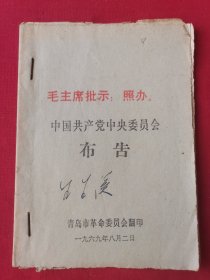 毛主席批示：照办。
中国共产党中央委员会
布告
青岛市革命委员会翻印
一九六九年八月二日